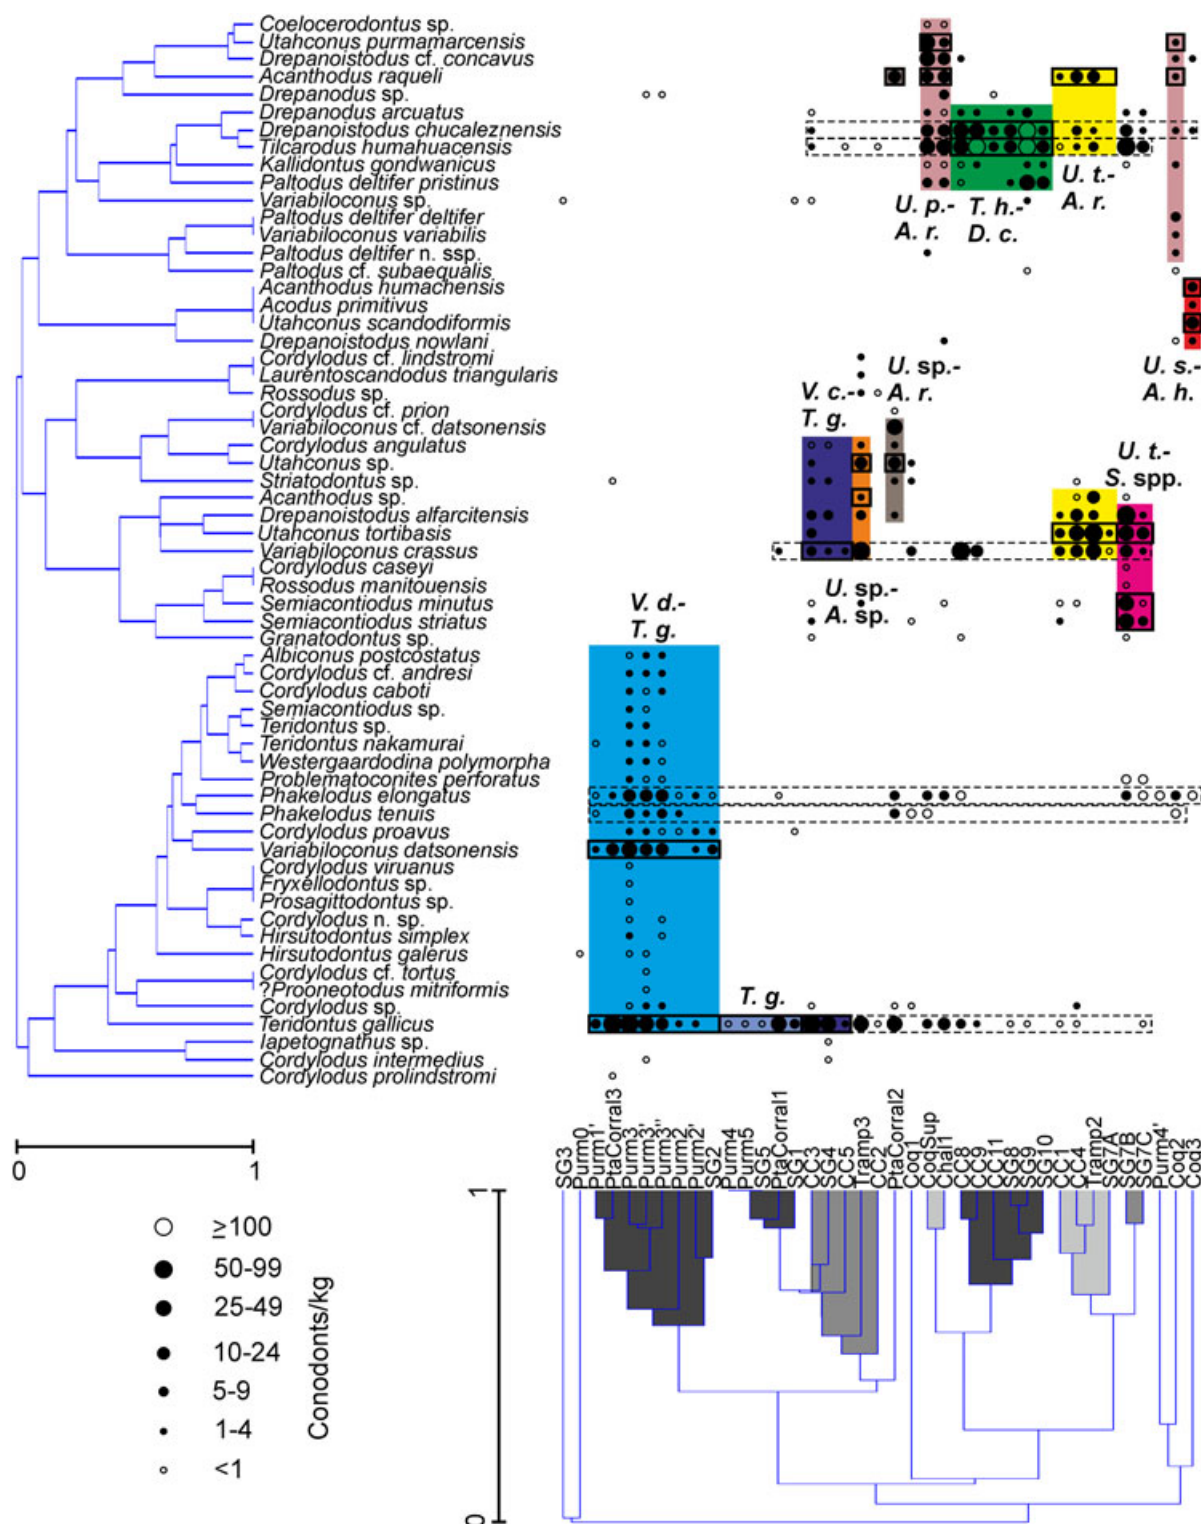 Coelocerodontus sp.
Utahconus purmamarcensis
Drepanoistodus cf. concavus
Acanthodus raqueli
Drepanodus sp.
Drepanodus arcuatus
Drepanoistodus chucaleznensis
Tilcarodus humahuacensis
Kallidontus gondwanicus
Paltodus deltifer pristinus
Variabiloconus sp.
Paltodus deltifer deltifer
Variabiloconus variabilis
Paltodus deltifer n. ssp.
Paltodus cf. subaequalis
Acanthodus humachensis
Acodus primitivus
Utahconus scandodiformis
Drepanoistodus nowlani
Cordylodus cf. lindstromi
Laurentoscandodus triangularis
Rossodus sp.
Cordylodus cf. prion
Variabiloconus cf. datsonensis
Cordylodus angulatus
Utahconus sp.
Striatodontus sp.
Acanthodus sp.
Drepanoistodus alfarcitensis
Utahconus tortibasis
Variabiloconus crassus
Cordylodus caseyi
Rossodus manitouensis
Semiacontiodus minutus
Semiacontiodus striatus
Granatodontus sp.
Albiconus postcostatus
Cordylodus cf. andresi
Cordylodus caboti
Semiacontiodus sp.
Teridontus sp.
Teridontus nakamurai
Westergaardodina polymorpha
Problematoconites perforatus
Phakelodus elongatus
Phakelodus tenuis
Cordylodus proavus
Variabiloconus datsonensis
Cordylodus viruanus
Fryxellodontus sp.
Prosagittodontus sp.
Cordylodus n. sp.
Hirsutodontus simplex
Hirsutodontus galerus
Cordylodus cf. tortus
?Prooneotodus mitriformis
Cordylodus sp.
Teridontus gallicus
Iapetognathus sp.
Cordylodus intermedius
Cordylodus prolindstromi
U. p.-
A. r.
T. h.-
D. c.
U. t.-
A. r.
U. s.-
A. h.
V. c.-
T. g.
U. sp.-
A. r.
U. t.-
S. spp.
U. sp.-
A. sp.
V. d.-
T. g.
T. g.
SG3
Purm0
Purm1'
PtaCorral3
Purm3
Purm3'
Purm3''
Purm2
Purm2'
SG2
Purm4
Purm5
SG5
PtaCorral1
SG1
CC3
SG4
CC5
Tramp3
CC2
PtaCorral2
Coq1
CoqSup
Chal1
CC8
CC9
CC11
SG8
SG9
SG10
CC1
CC4
Tramp2
SG7A
SG7B
SG7C
Purm4'
Coq2
Coq3
0
1
1
0
≥100
50-99
25-49
10-24
5-9
1-4
<1
Conodonts/kg